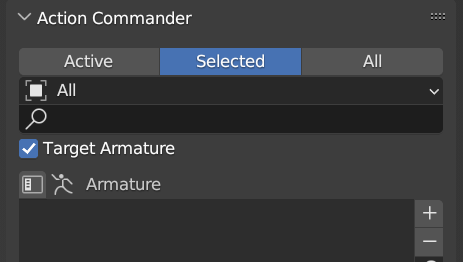 Action Commander
Active Selected All
All
Target Armature
Armature